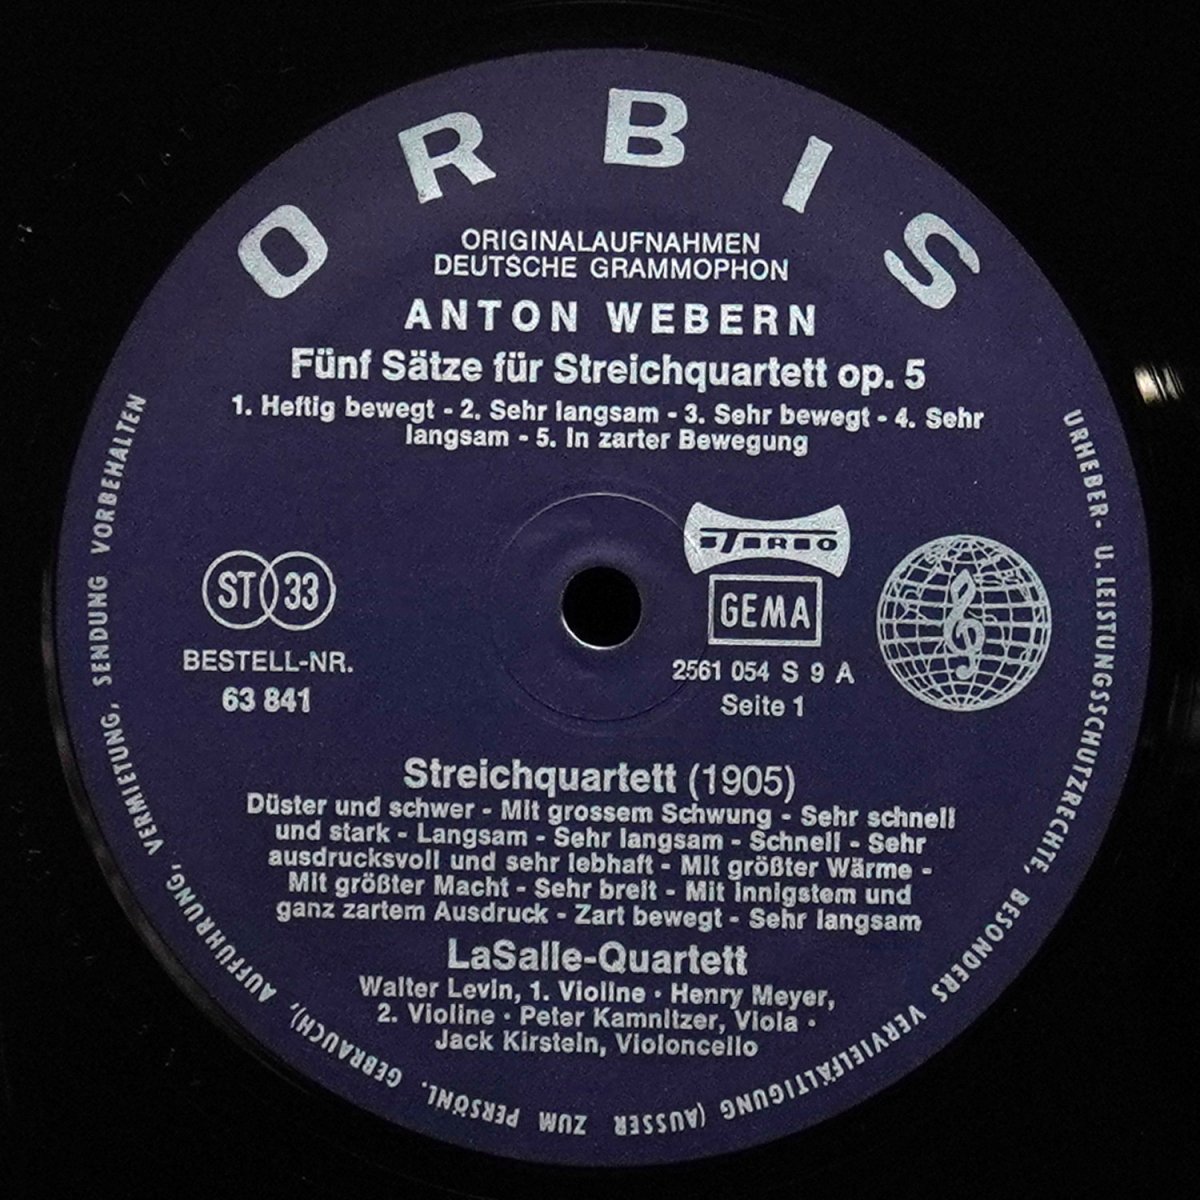 ORBIS
ORIGINALAUFNAHMEN
DEUTSCHE GRAMMOPHON
ANTON WEBERN
Fünf Sätze für Streichquartett op. 5
1. Heftig bewegt - 2. Sehr langsam - 3. Sehr bewegt - 4. Sehr
langsam - 5. In zarter Bewegung
STEREO
ST 33
GEMA
BESTELL-NR.
63 841
2561 054 S 9 A
Seite 1
Streichquartett (1905)
Düster und schwer - Mit grossem Schwung - Sehr schnell
und stark - Langsam - Sehr langsam - Schnell - Sehr
ausdrucksvoll und sehr lebhaft - Mit größter Wärme -
Mit größter Macht - Sehr breit - Mit innigstem und
ganz zartem Ausdruck - Zart bewegt - Sehr langsam
LaSalle-Quartett
Walter Levin, 1. Violine · Henry Meyer,
2. Violine · Peter Kamnitzer, Viola ·
Jack Kirstein, Violoncello
URHEBER- U. LEISTUNGSSCHUTZRECHTE, BESONDERS VERVIELFÄLTIGUNG (AUSSER ZUM PERSÖNL. GEBRAUCH), AUFFÜHRUNG, VERMIETUNG, SENDUNG VORBEHALTEN